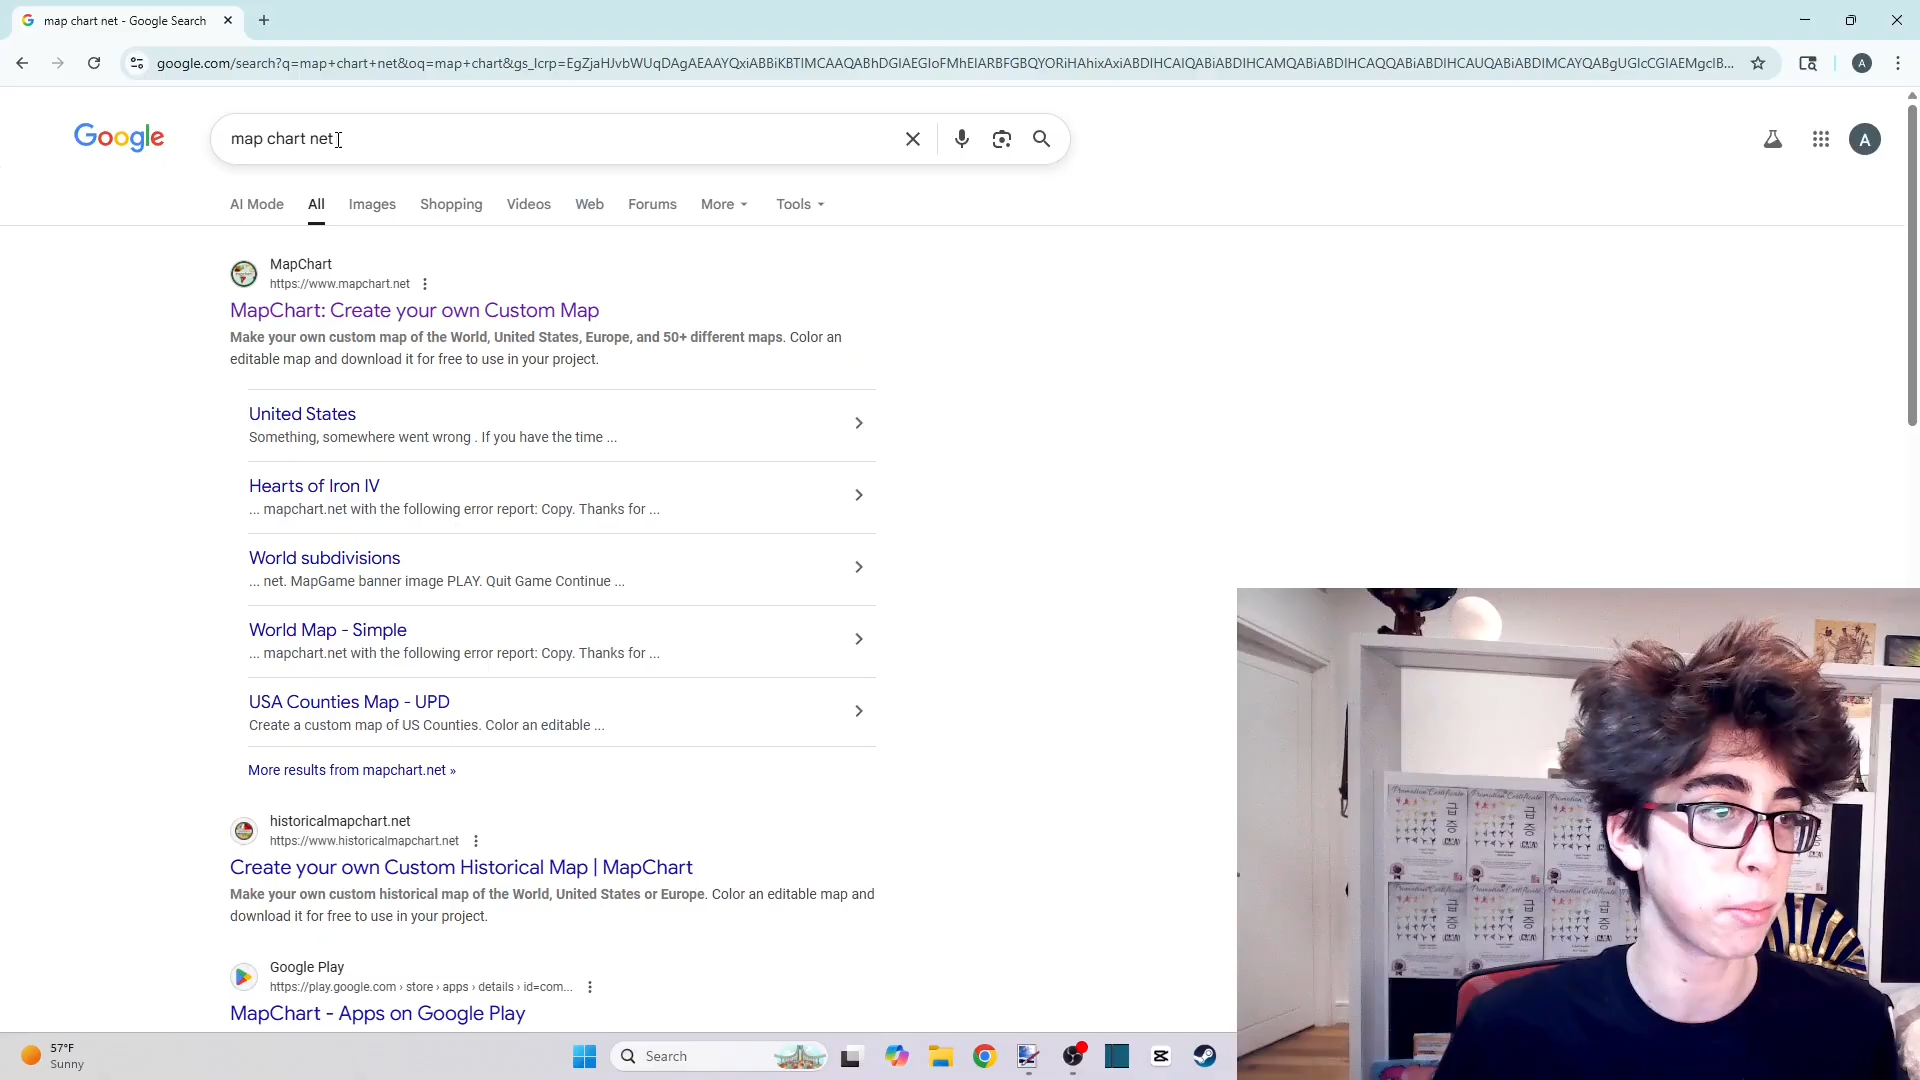 map chart net - Google Search
google.com/search?q=map+chart+net&oq=map+chart&gs_lcrp=EgZjaHJvbWUqDAgAEAAYQxiABBiKBTIMCAAQABhDGIAEGIoFMhEIARBFGBQYORiHAhixAxiABDIHCAIQABiABDIHCAMQABiABDIHCAQQABiABDIHCAUQABiABDIMCAYQABgUGIcCGIAEMgcIB...
A
Google
map chart net
A
AI Mode
All
Images
Shopping
Videos
Web
Forums
More
Tools
MapChart
https://www.mapchart.net
MapChart: Create your own Custom Map
Make your own custom map of the World, United States, Europe, and 50+ different maps. Color an
editable map and download it for free to use in your project.
United States
Something, somewhere went wrong . If you have the time ...
Hearts of Iron IV
... mapchart.net with the following error report: Copy. Thanks for ...
World subdivisions
... net. MapGame banner image PLAY. Quit Game Continue ...
World Map - Simple
... mapchart.net with the following error report: Copy. Thanks for ...
USA Counties Map - UPD
Create a custom map of US Counties. Color an editable ...
More results from mapchart.net »
historicalmapchart.net
https://www.historicalmapchart.net
Create your own Custom Historical Map | MapChart
Make your own custom historical map of the World, United States or Europe. Color an editable map and
download it for free to use in your project.
Google Play
https://play.google.com › store › apps › details › id=com...
MapChart - Apps on Google Play
Promotion Certificate
Promotion Certificate
57°F
Sunny
Search